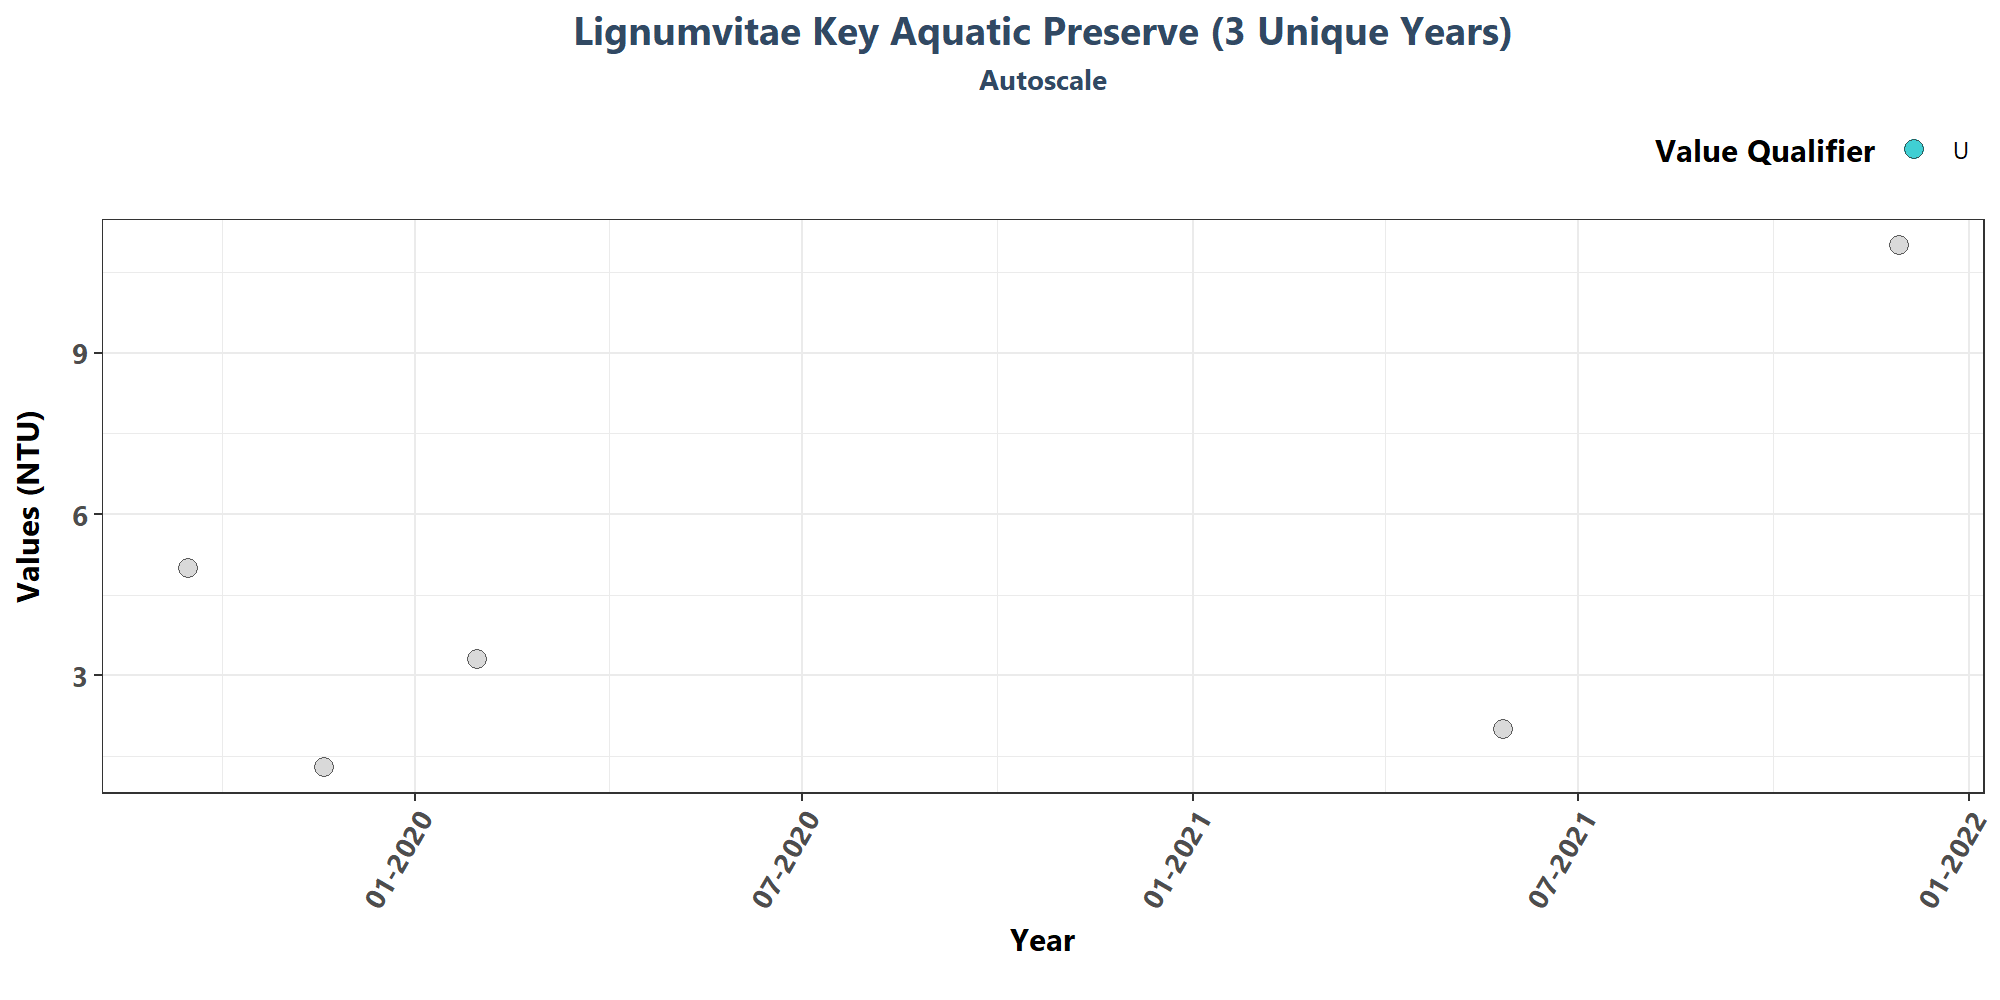 Lignumvitae Key Aquatic Preserve (3 Unique Years)
Autoscale
Value Qualifier U
Values (NTU)
9
6
3
01-2020
07-2020
01-2021
07-2021
01-2022
Year